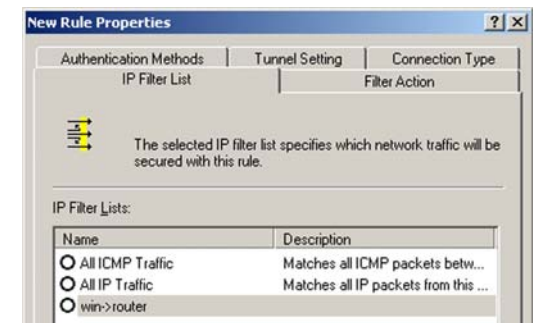 New Rule Properties
Authentication Methods Tunnel Setting Connection Type
IP Filter List Filter Action
The selected IP filter list specifies which network traffic will be
secured with this rule.
IP Filter Lists:
Name Description
All ICMP Traffic Matches all ICMP packets betw...
All IP Traffic Matches all IP packets from this ...
win->router